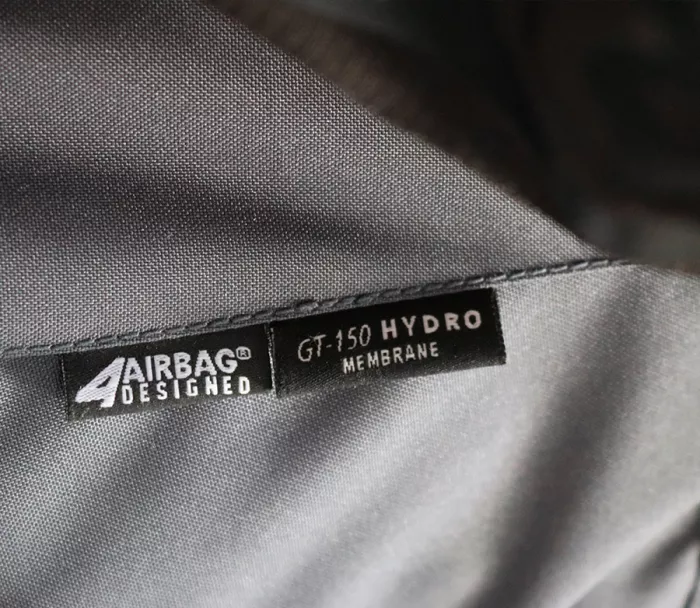 4AIRBAG®
DESIGNED
GT-150 HYDRO
MEMBRANE